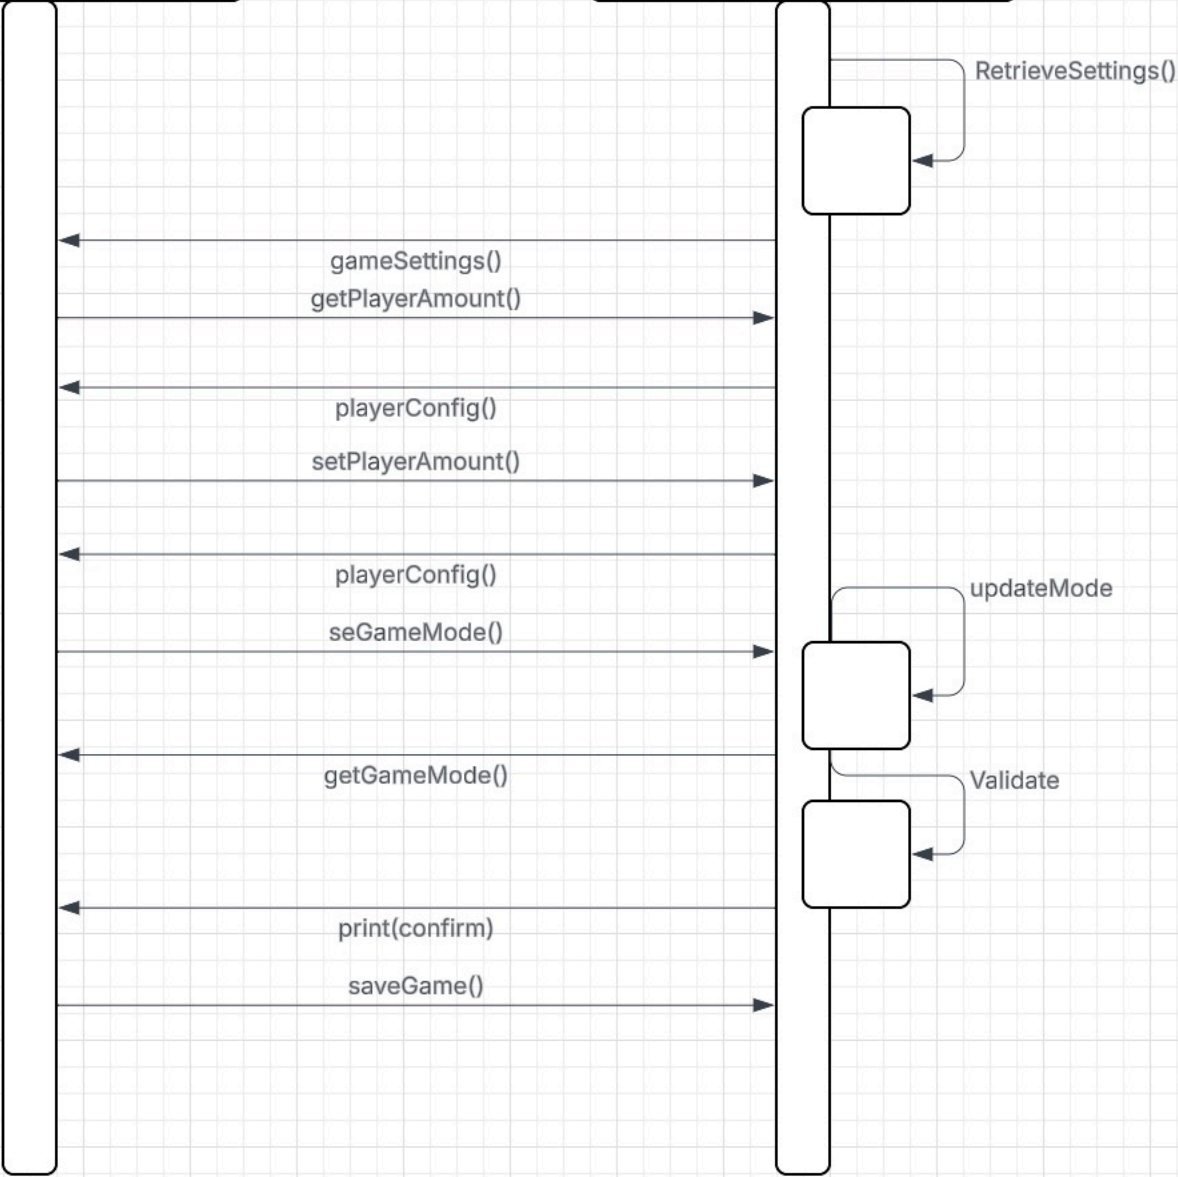 RetrieveSettings()
gameSettings()
getPlayerAmount()
playerConfig()
setPlayerAmount()
playerConfig()
updateMode
seGameMode()
getGameMode()
Validate
print(confirm)
saveGame()